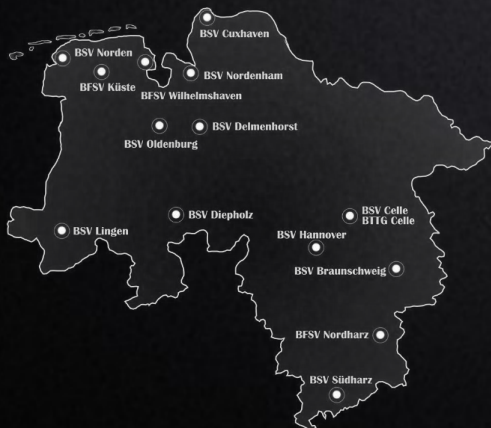 BSV Cuxhaven
BSV Norden
BSV Nordenham
BFSV Küste
BFSV Wilhelmshaven
BSV Delmenhorst
BSV Oldenburg
BSV Celle
BTTG Celle
BSV Diepholz
BSV Lingen
BSV Hannover
BSV Braunschweig
BFSV Nordharz
BSV Südharz